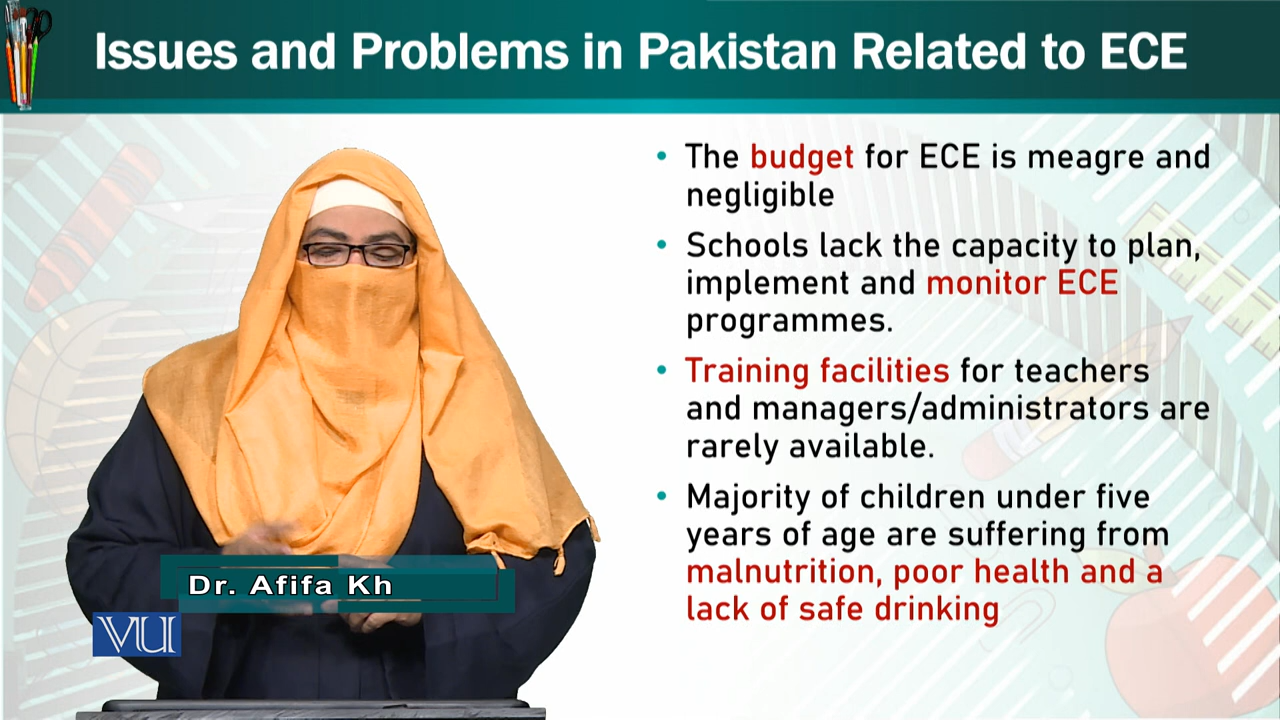 Issues and Problems in Pakistan Related to ECE
• The budget for ECE is meagre and
negligible
• Schools lack the capacity to plan,
implement and monitor ECE
programmes.
• Training facilities for teachers
and managers/administrators are
rarely available.
• Majority of children under five
years of age are suffering from
malnutrition, poor health and a
lack of safe drinking
Dr. Afifa Kh
VU